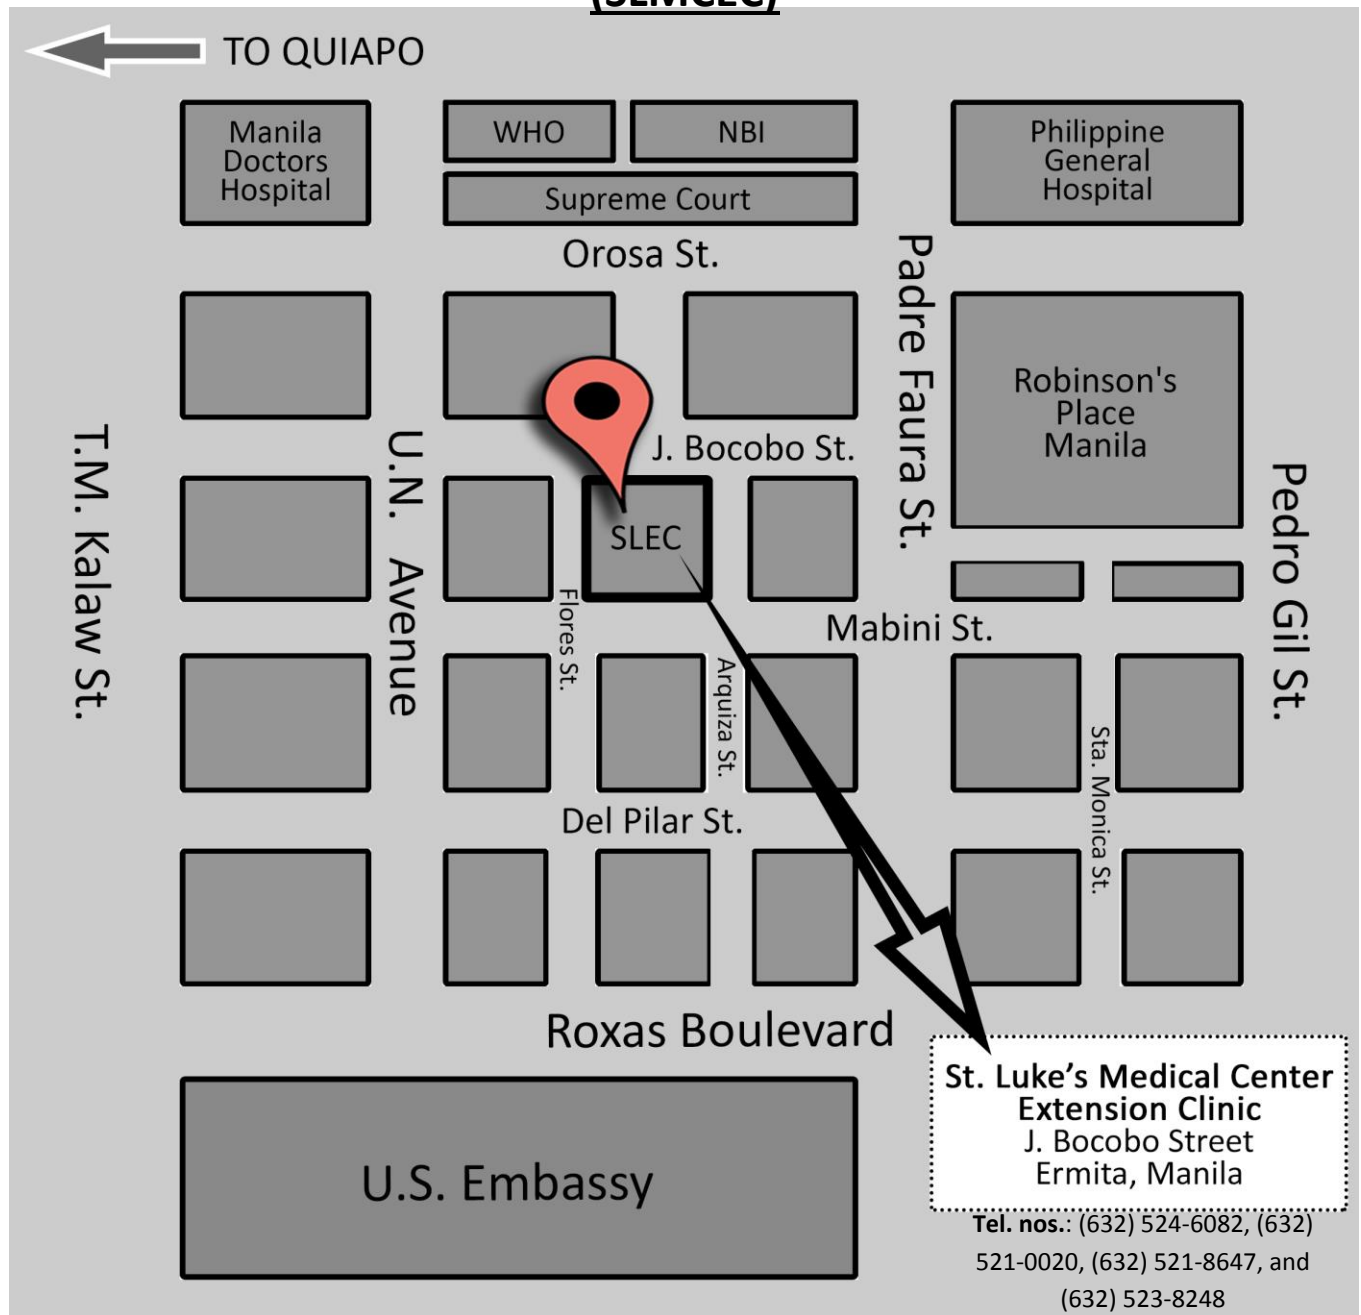 (SLMCEC)
TO QUIAPO
Manila
Doctors
Hospital
WHO
NBI
Supreme Court
Philippine
General
Hospital
Orosa St.
Padre Faura St.
Robinson's
Place
Manila
J. Bocobo St.
T.M. Kalaw St.
U.N. Avenue
SLEC
Pedro Gil St.
Flores St.
Mabini St.
Arquiza St.
Sta. Monica St.
Del Pilar St.
Roxas Boulevard
U.S. Embassy
St. Luke’s Medical Center
Extension Clinic
J. Bocobo Street
Ermita, Manila
Tel. nos.: (632) 524-6082, (632)
521-0020, (632) 521-8647, and
(632) 523-8248